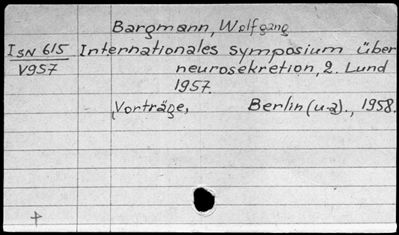 Bargmann, Wolfgang
ISN 615 Internationales symposium über
V957 neurosekretion, 2. Lund
1957.
Vorträge, Berlin (u.a)., 1958.